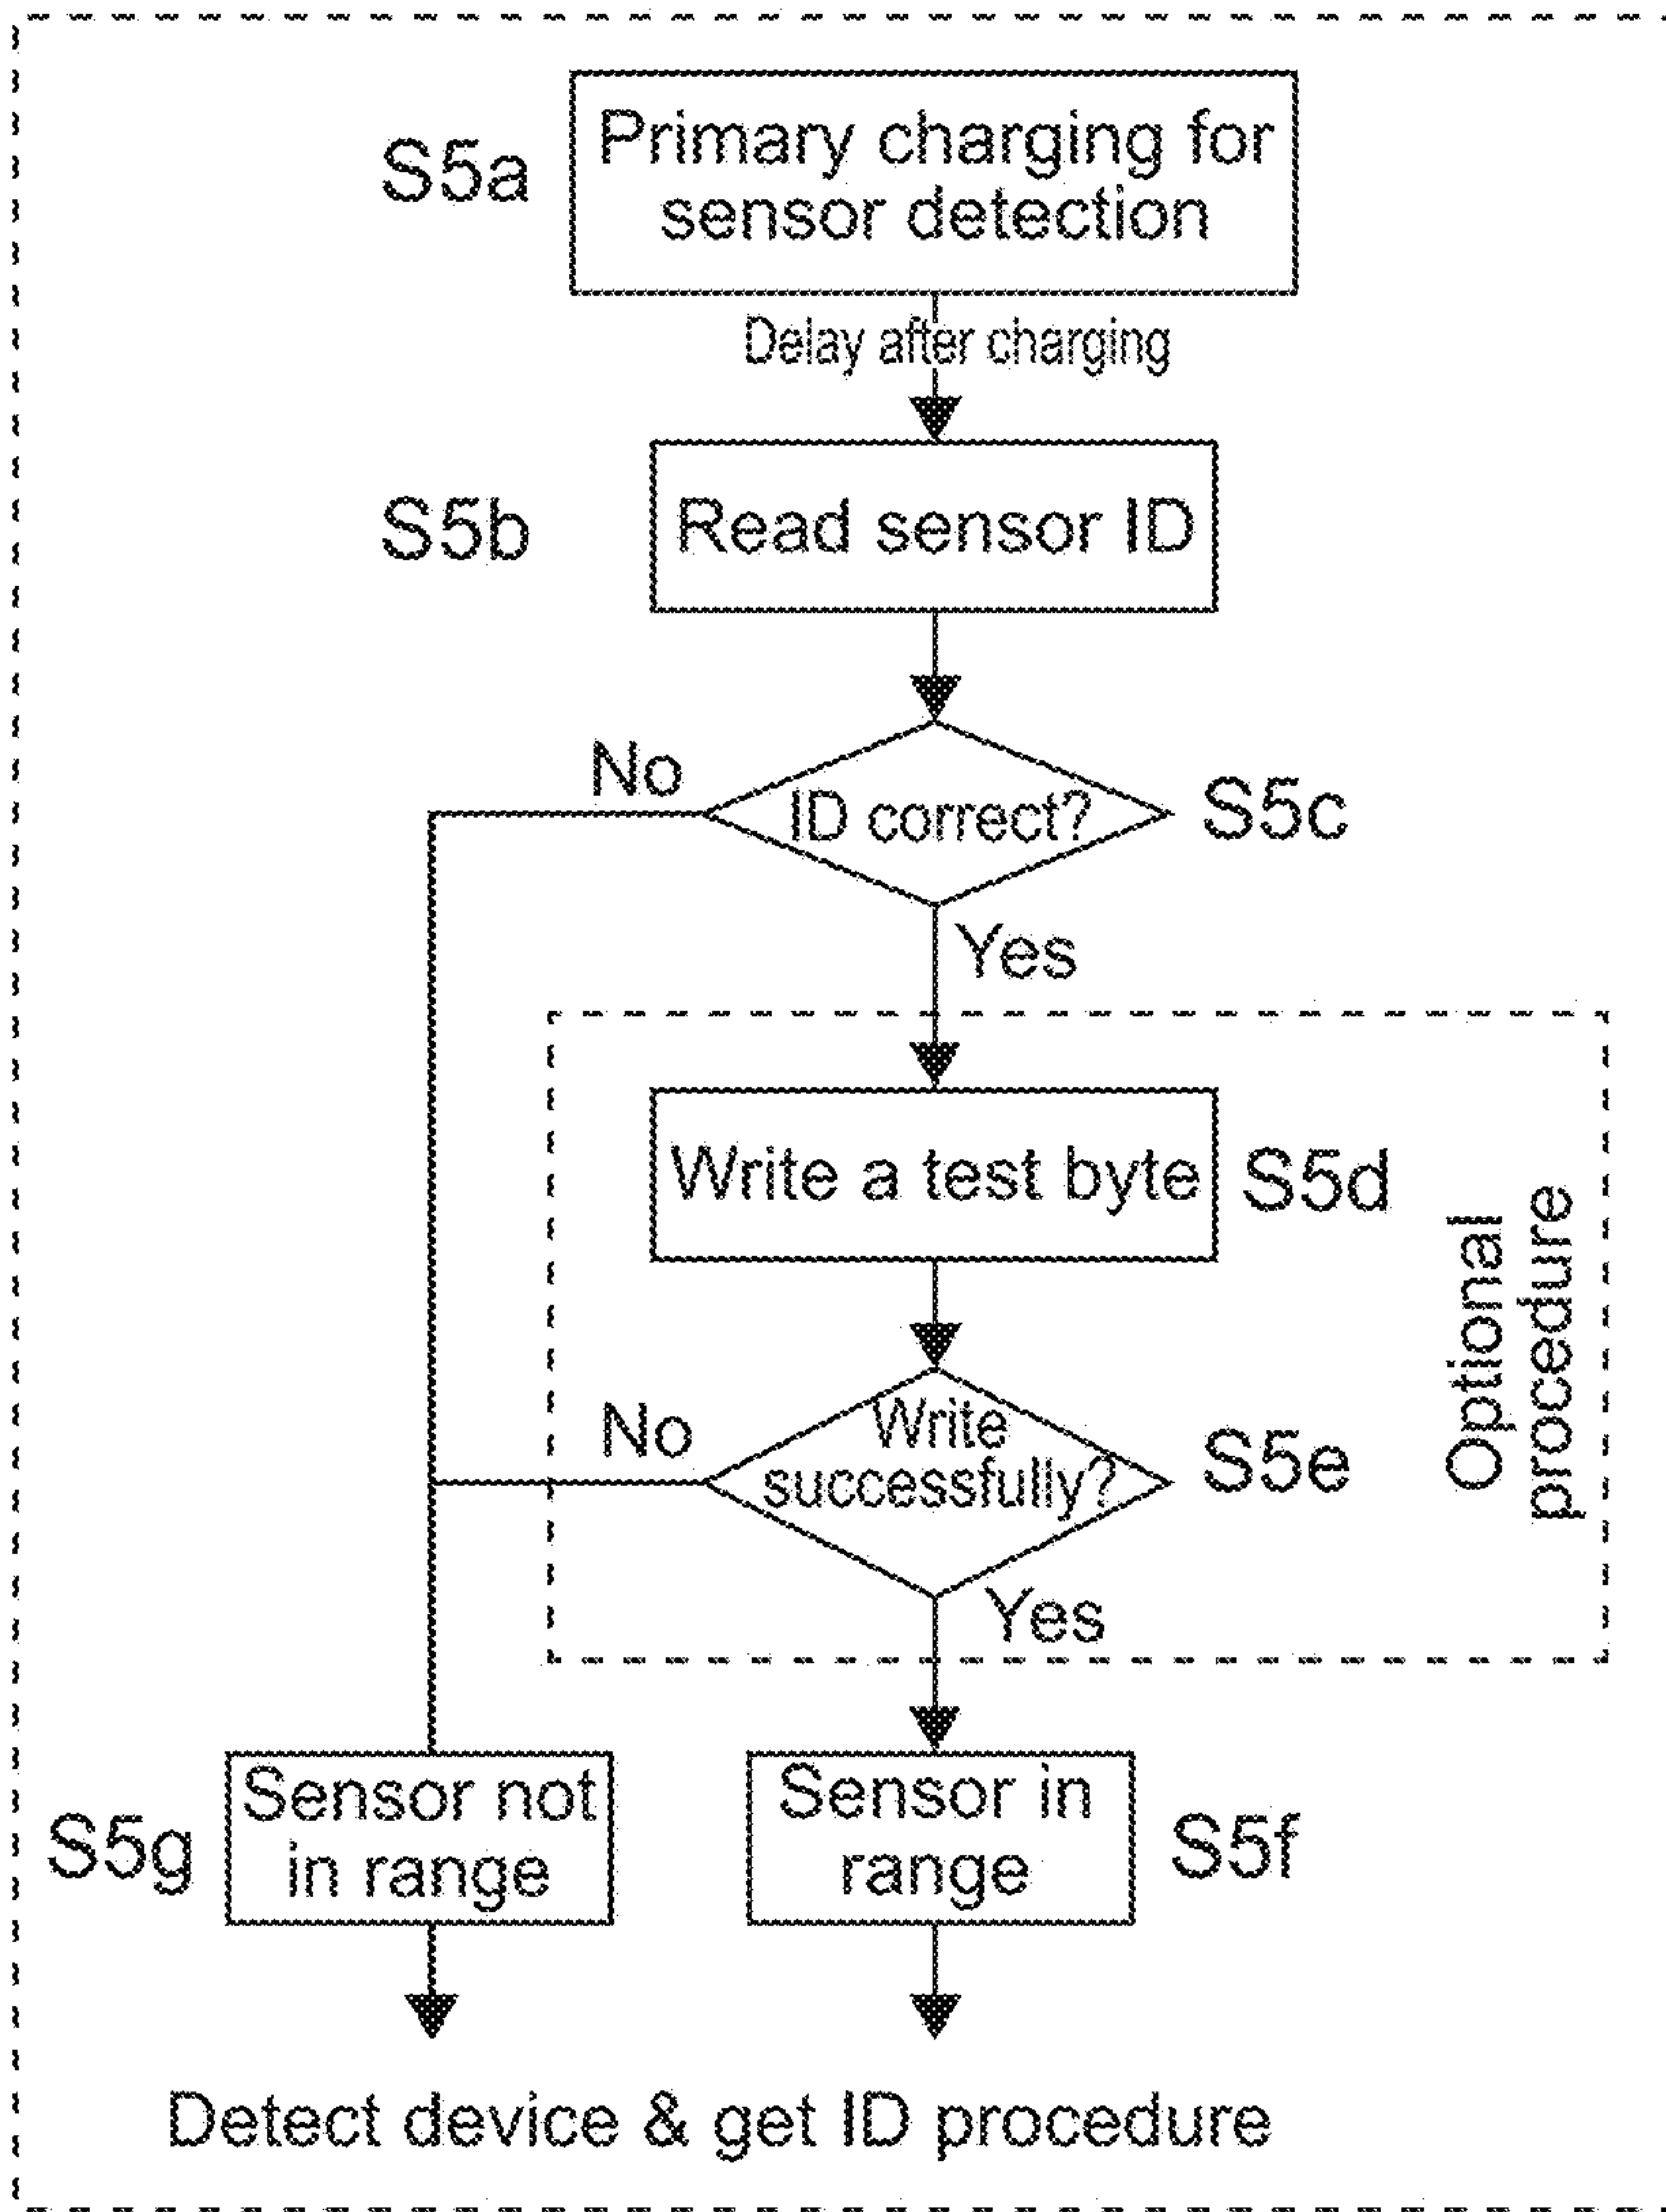 S5a
Primary charging for
sensor detection
Delay after charging
S5b
Read sensor ID
No
ID correct?
S5c
Yes
Write a test byte
S5d
Optional
procedure
No
Write
successfully?
S5e
Yes
S5g
Sensor not
in range
Sensor in
range
S5f
Detect device & get ID procedure